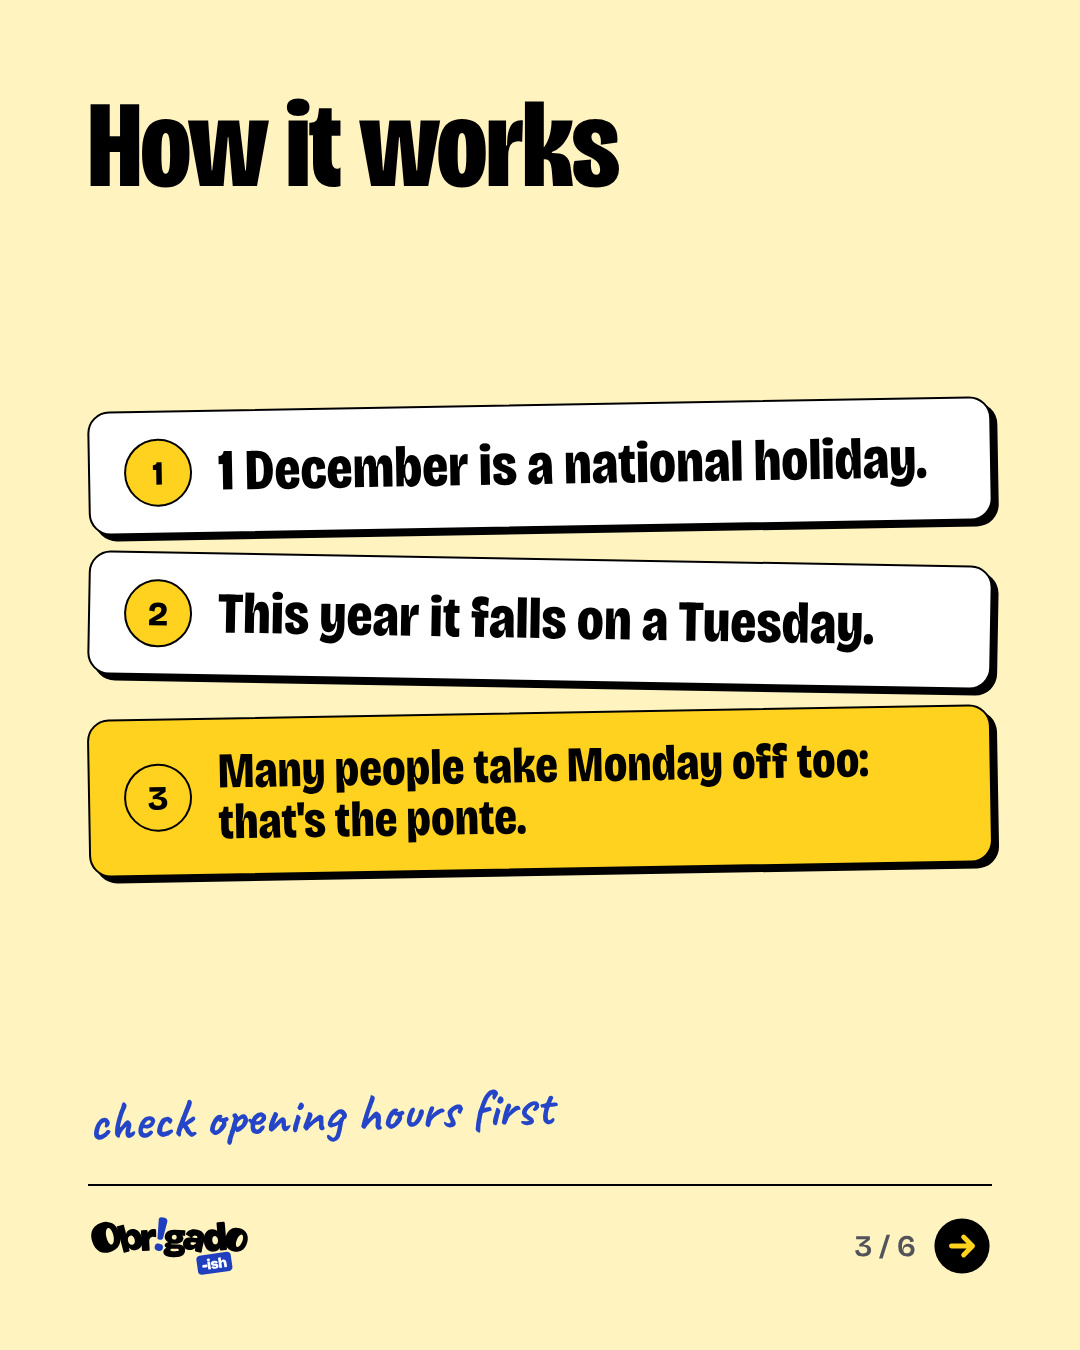 How it works
1
1 December is a national holiday.
2
This year it falls on a Tuesday.
3
Many people take Monday off too:
that's the ponte.
check opening hours first
Obr!gado
-ish
3 / 6